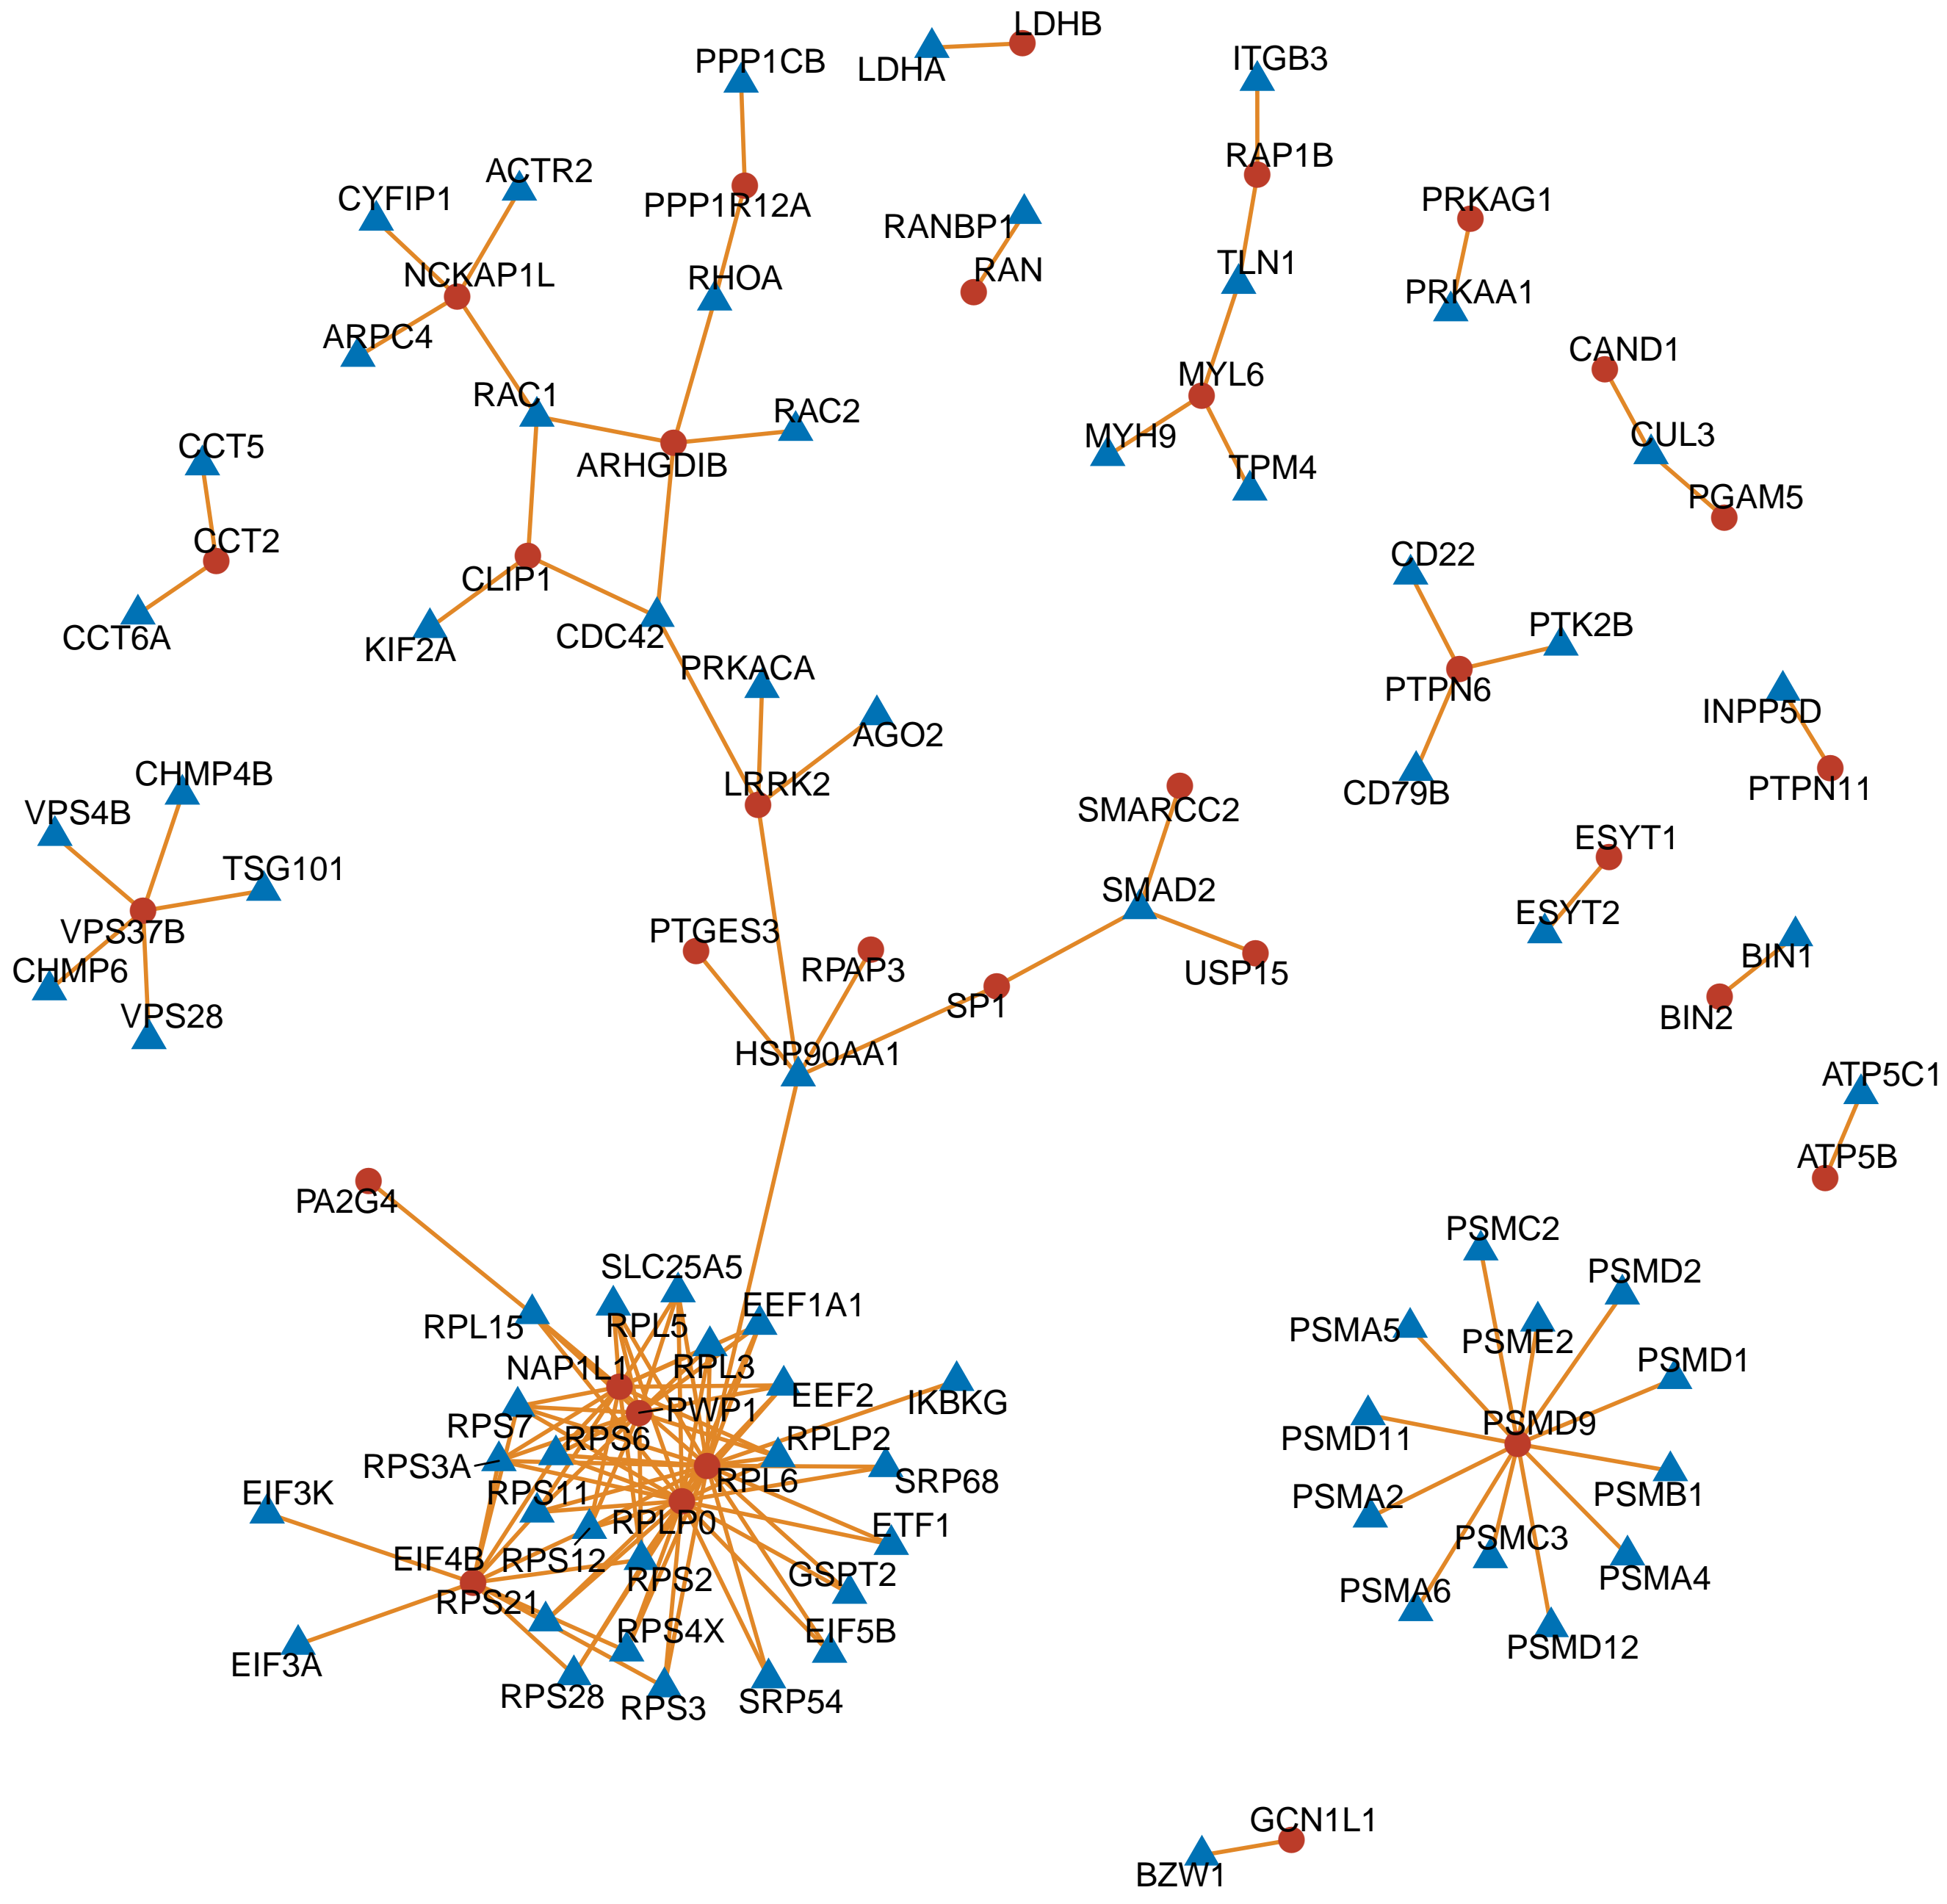 LDHB
LDHA
PPP1CB
ITGB3
RAP1B
ACTR2
CYFIP1
PPP1R12A
PRKAG1
RANBP1
RAN
NCKAP1L
RHOA
TLN1
PRKAA1
ARPC4
CAND1
MYL6
RAC1
RAC2
CCT5
ARHGDIB
MYH9
TPM4
CUL3
PGAM5
CCT2
CD22
CLIP1
CCT6A
KIF2A
CDC42
PTK2B
PRKACA
PTPN6
INPP5D
AGO2
CHMP4B
LRRK2
CD79B
PTPN11
VPS4B
SMARCC2
ESYT1
TSG101
SMAD2
ESYT2
VPS37B
PTGES3
RPAP3
USP15
BIN1
CHMP6
SP1
VPS28
BIN2
HSP90AA1
ATP5C1
ATP5B
PA2G4
PSMC2
SLC25A5
PSMD2
EEF1A1
RPL15
RPL5
PSMA5
PSME2
NAP1L1
RPL3
PSMD1
EEF2
IKBKG
PWP1
RPS7
RPS6
RPLP2
PSMD9
PSMD11
RPS3A
RPL6
SRP68
EIF3K
RPS11
PSMA2
PSMB1
RPLP0
ETF1
PSMC3
EIF4B
RPS12
RPS2
GSPT2
PSMA6
PSMA4
RPS21
RPS4X
EIF5B
EIF3A
PSMD12
RPS28
RPS3
SRP54
GCN1L1
BZW1